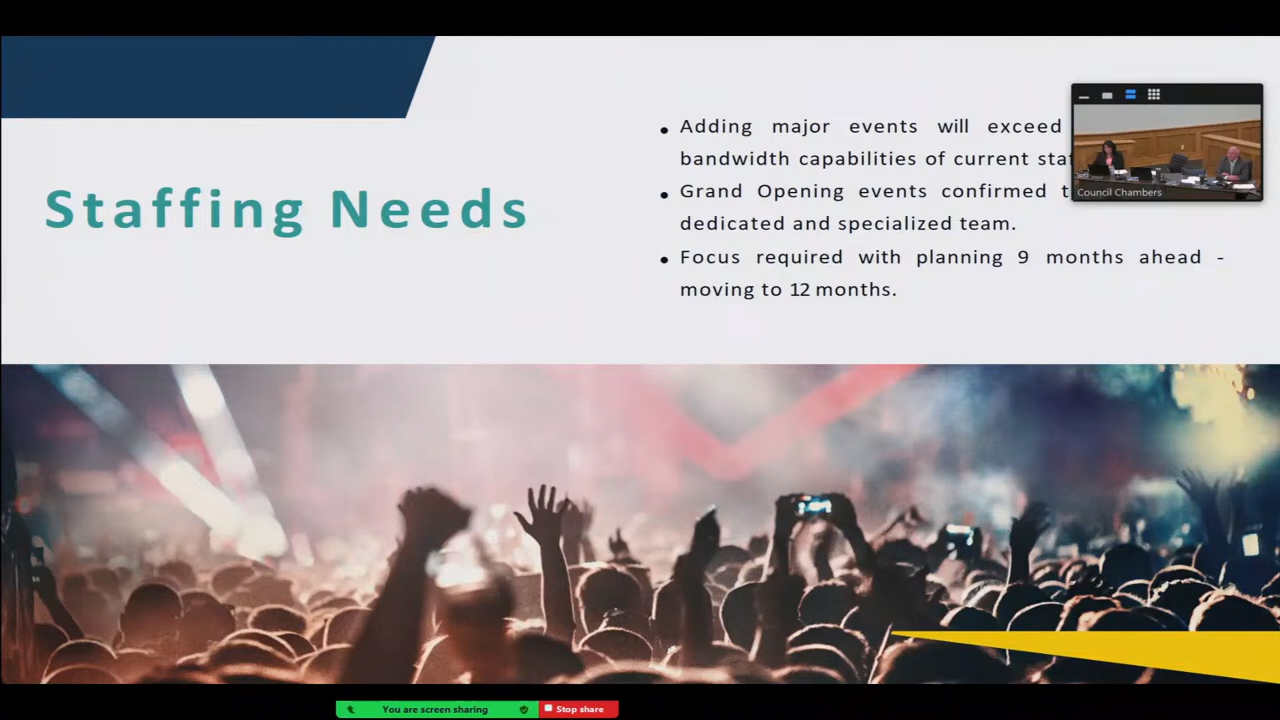 Staffing Needs
Adding major events will exceed
bandwidth capabilities of current
Grand Opening events confirmed
dedicated and specialized team.
Focus required with planning 9 months ahead -
moving to 12 months.
Council Chambers
You are screen sharing
Stop share